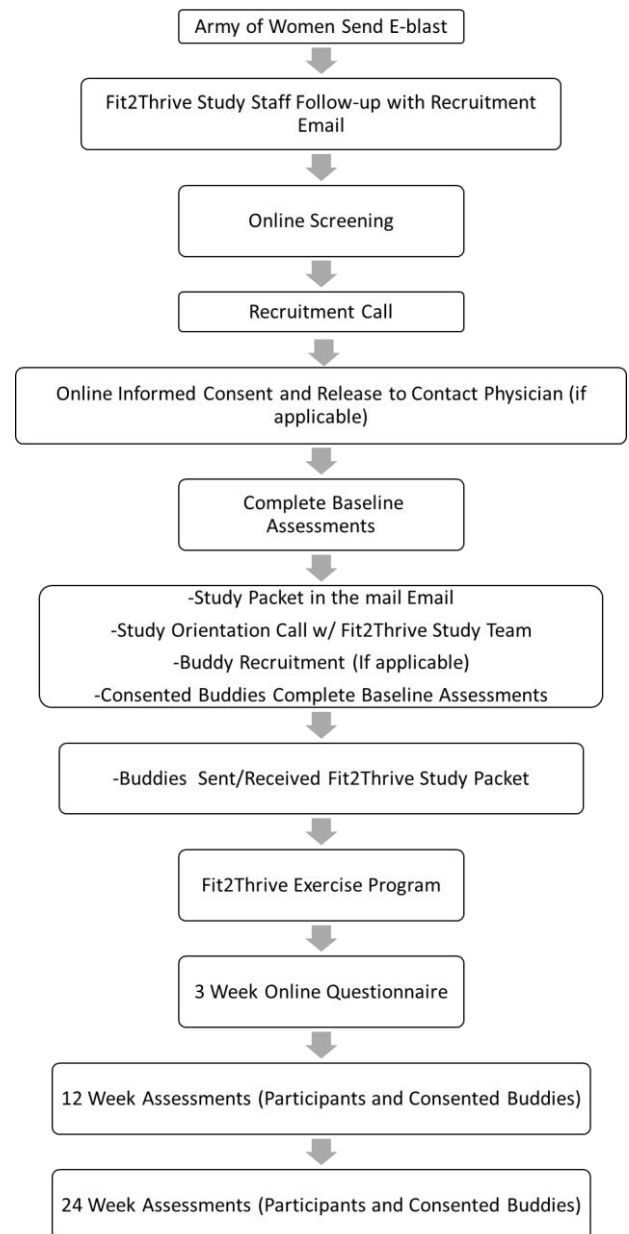 Army of Women Send E-blast
Fit2Thrive Study Staff Follow-up with Recruitment
Email
Online Screening
Recruitment Call
Online Informed Consent and Release to Contact Physician (if
applicable)
Complete Baseline
Assessments
-Study Packet in the mail Email
-Study Orientation Call w/ Fit2Thrive Study Team
-Buddy Recruitment (If applicable)
-Consented Buddies Complete Baseline Assessments
-Buddies Sent/Received Fit2Thrive Study Packet
Fit2Thrive Exercise Program
3 Week Online Questionnaire
12 Week Assessments (Participants and Consented Buddies)
24 Week Assessments (Participants and Consented Buddies)